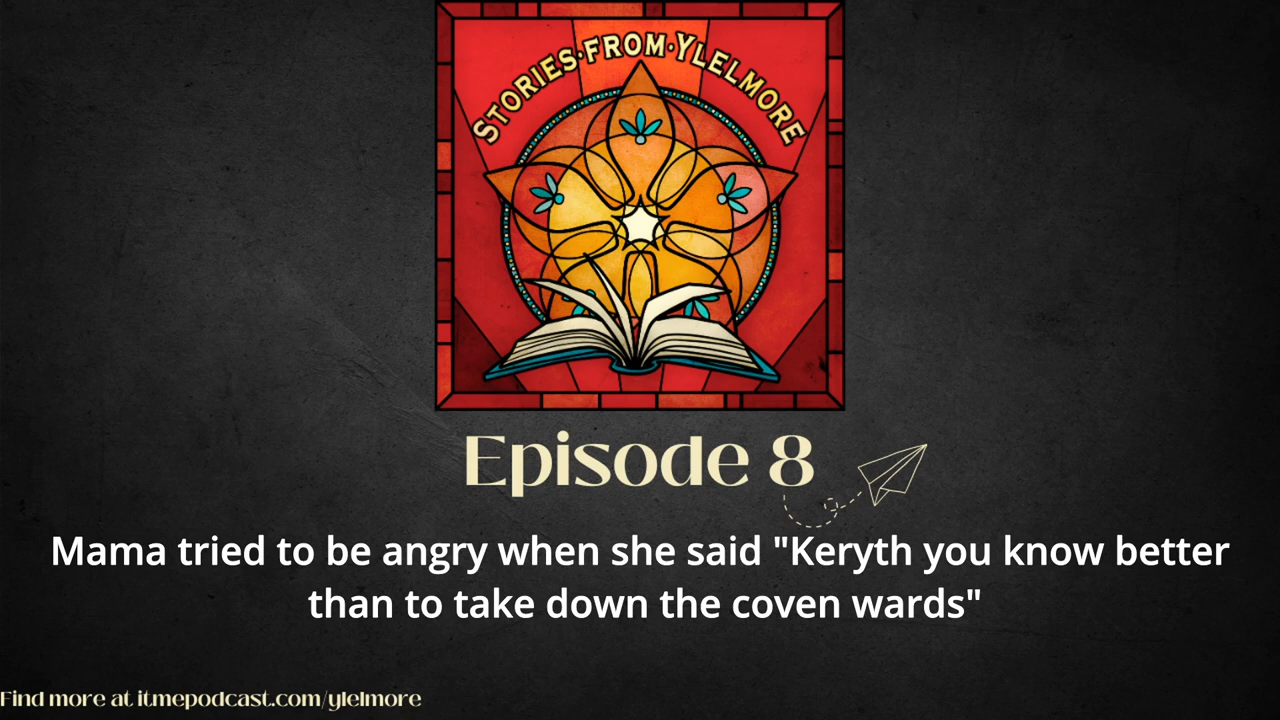 STORIES·FROM·YLELMORE
Episode 8
Mama tried to be angry when she said "Keryth you know better
than to take down the coven wards"
Find more at itmepodcast.com/ylelmore